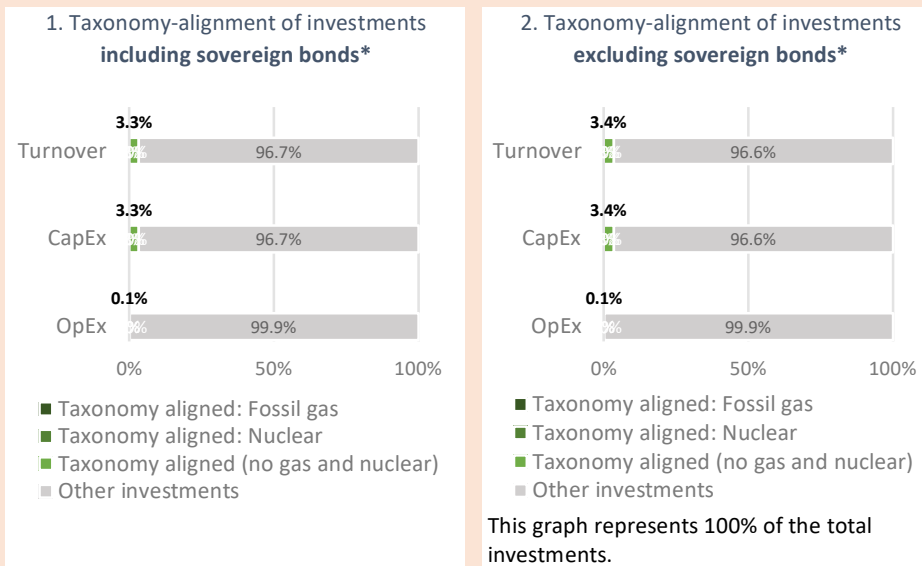 1. Taxonomy-alignment of investments
including sovereign bonds*
3.3%
Turnover
96.7%
3.3%
CapEx
96.7%
0.1%
OpEx
99.9%
0%
50%
100%
Taxonomy aligned: Fossil gas
Taxonomy aligned: Nuclear
Taxonomy aligned (no gas and nuclear)
Other investments
2. Taxonomy-alignment of investments
excluding sovereign bonds*
3.4%
Turnover
96.6%
3.4%
CapEx
96.6%
0.1%
OpEx
99.9%
0%
50%
100%
Taxonomy aligned: Fossil gas
Taxonomy aligned: Nuclear
Taxonomy aligned (no gas and nuclear)
Other investments
This graph represents 100% of the total
investments.